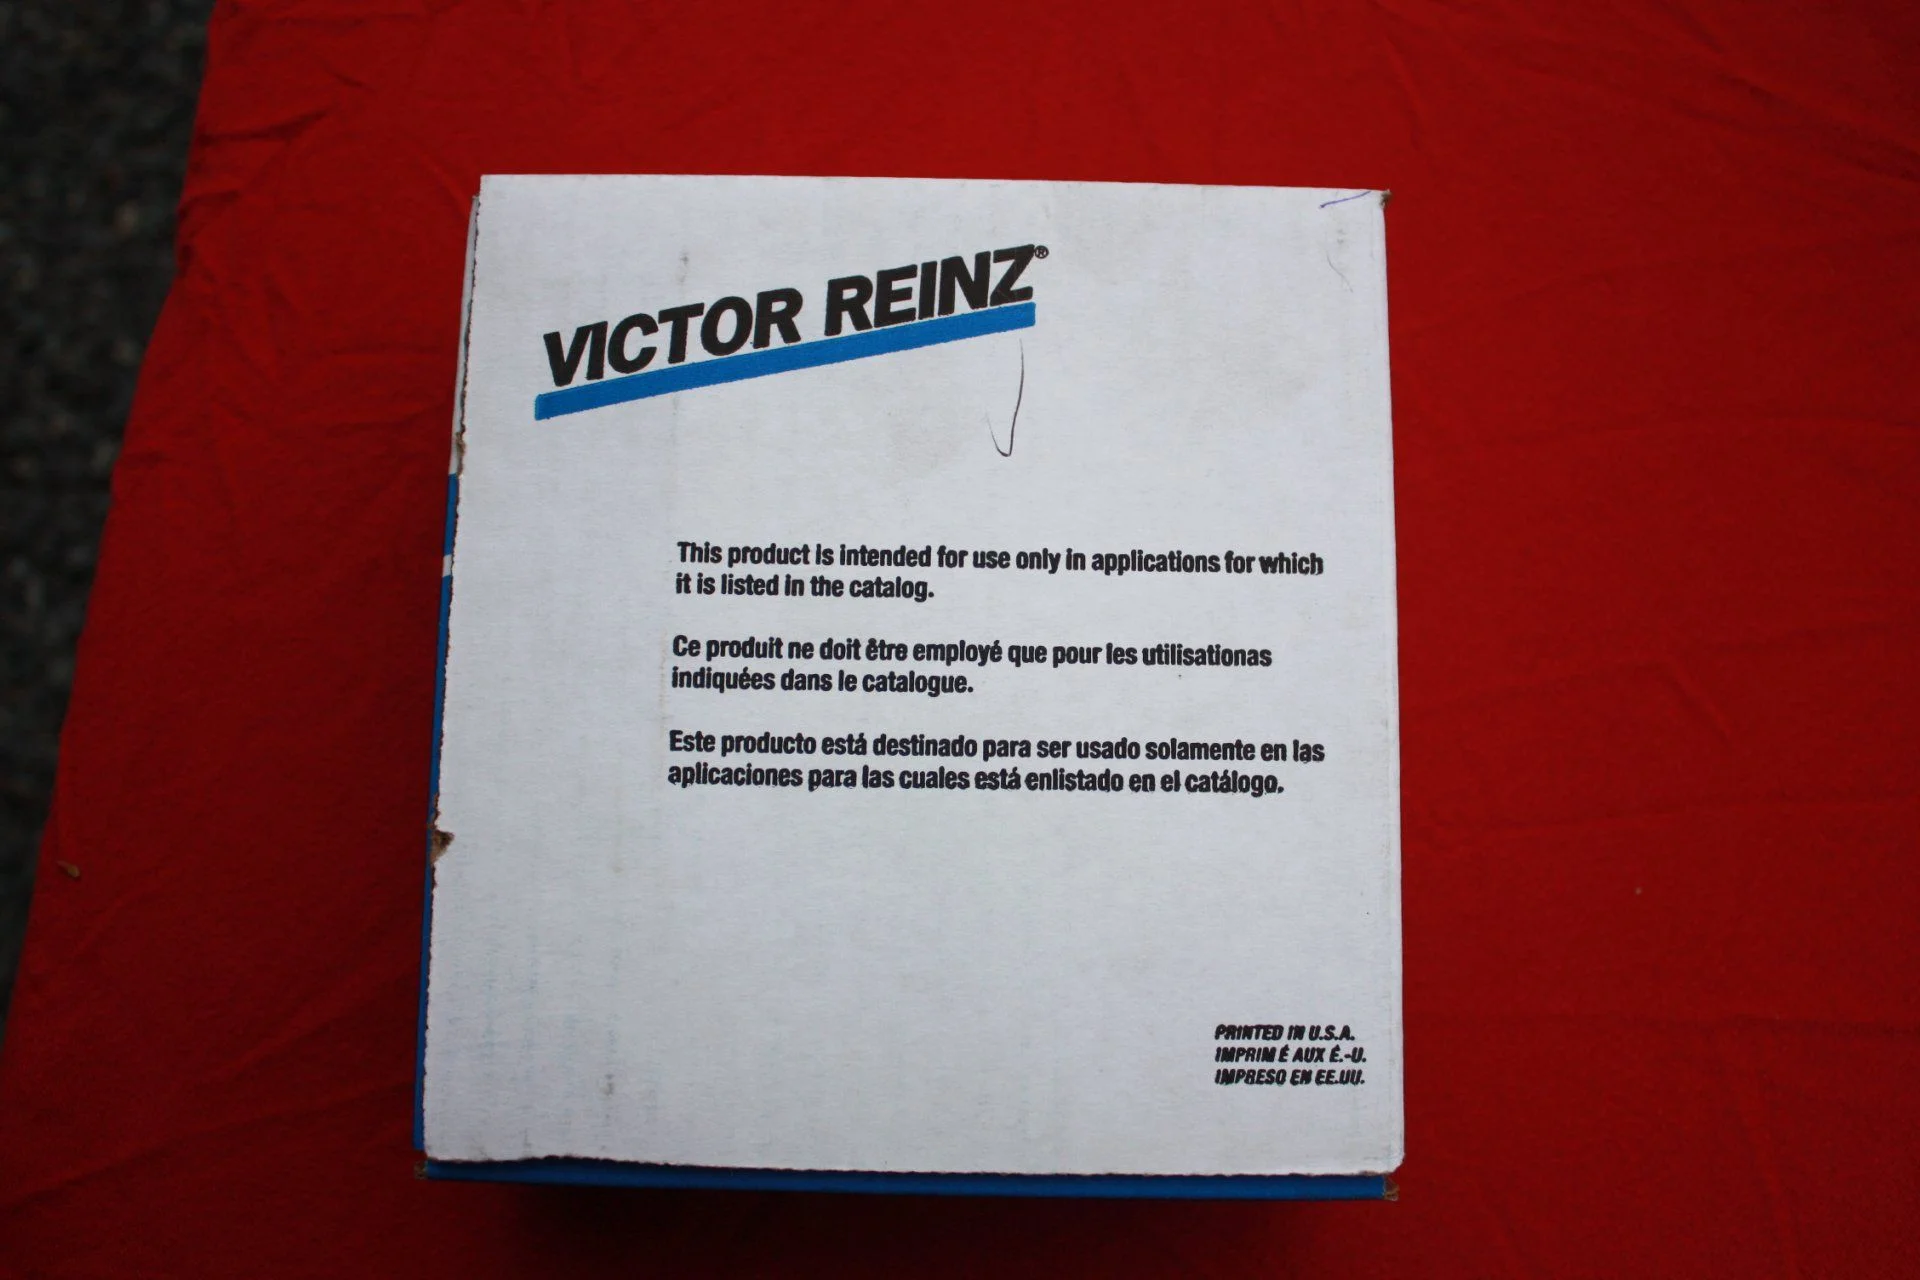 VICTOR REINZ®
This product is intended for use only in applications for which
it is listed in the catalog.
Ce produit ne doit être employé que pour les utilisationas
indiquées dans le catalogue.
Este producto está destinado para ser usado solamente en las
aplicaciones para las cuales está enlistado en el catálogo.
PRINTED IN U.S.A.
IMPRIMÉ AUX É.-U.
IMPRESO EN EE.UU.